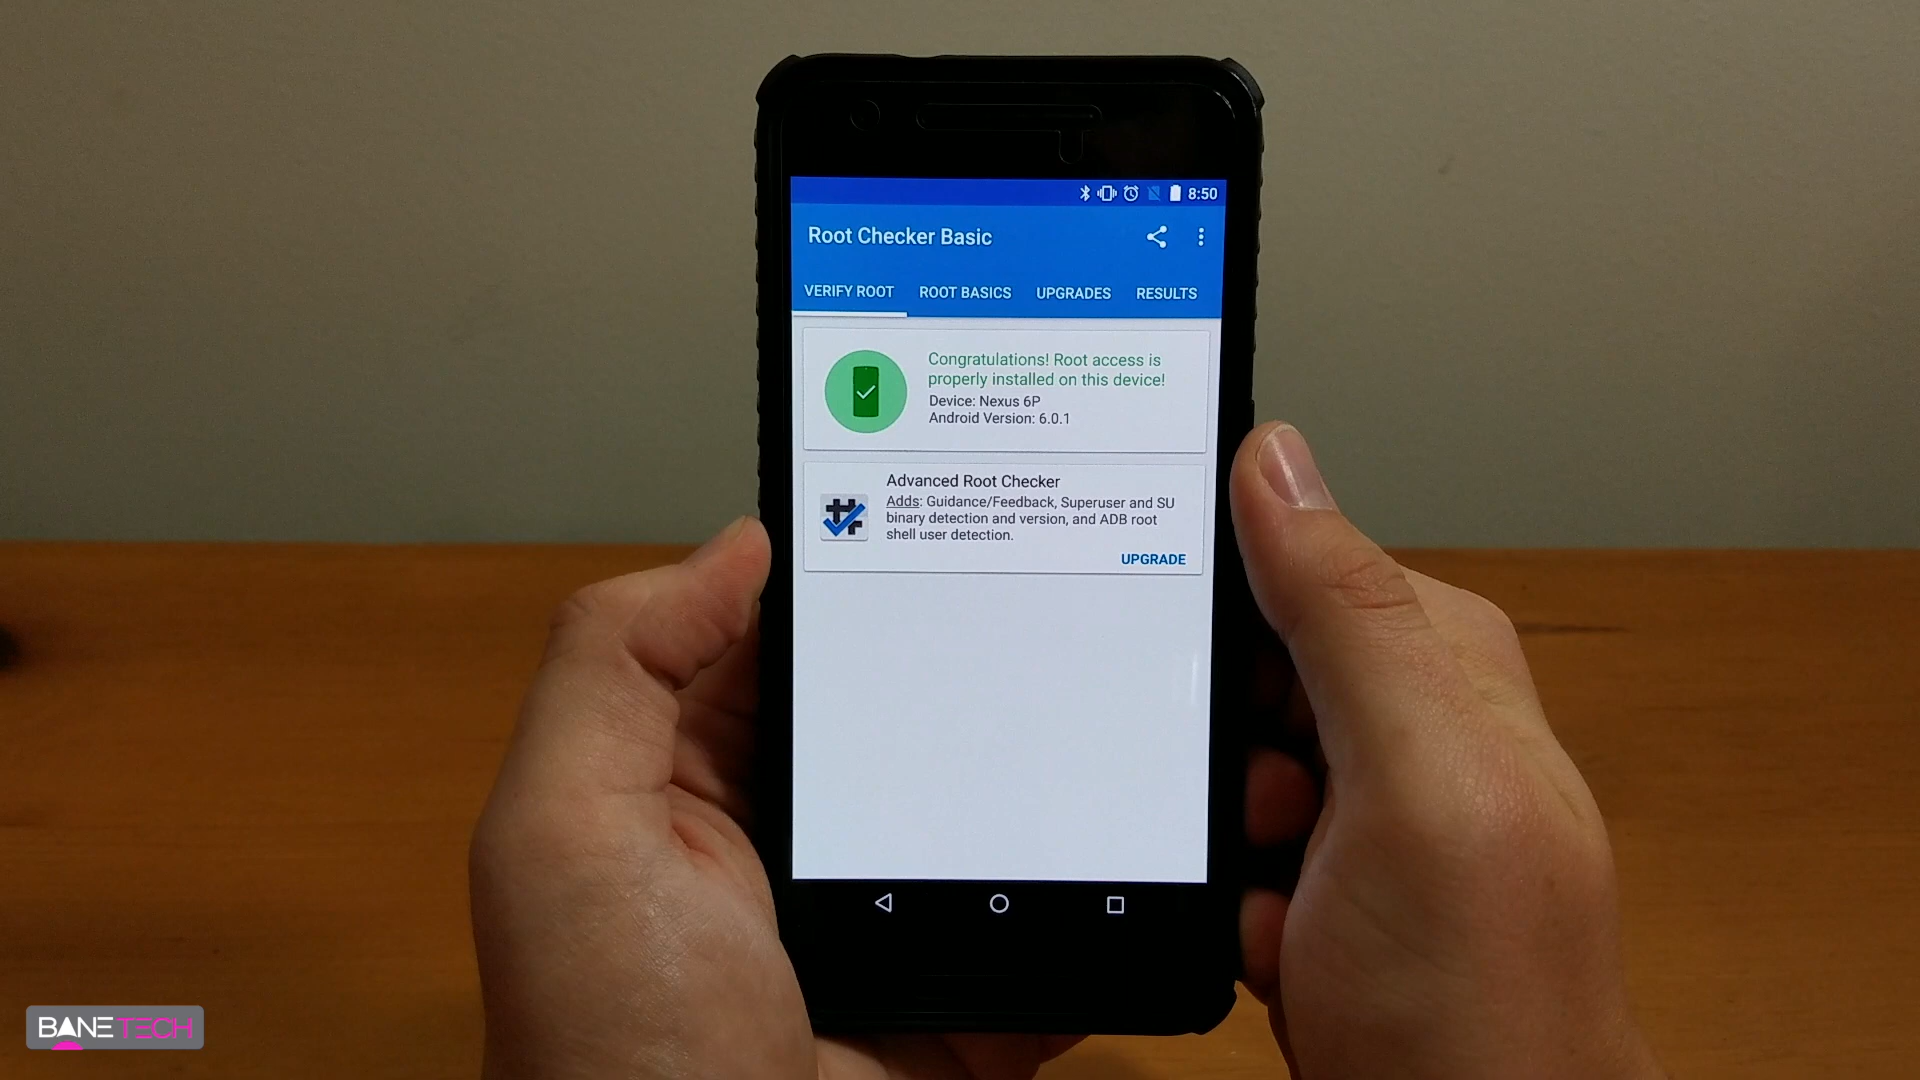 8:50
Root Checker Basic
VERIFY ROOT ROOT BASICS UPGRADES RESULTS
Congratulations! Root access is
properly installed on this device!
Device: Nexus 6P
Android Version: 6.0.1
Advanced Root Checker
Adds: Guidance/Feedback, Superuser and SU
binary detection and version, and ADB root
shell user detection.
UPGRADE
BANETECH